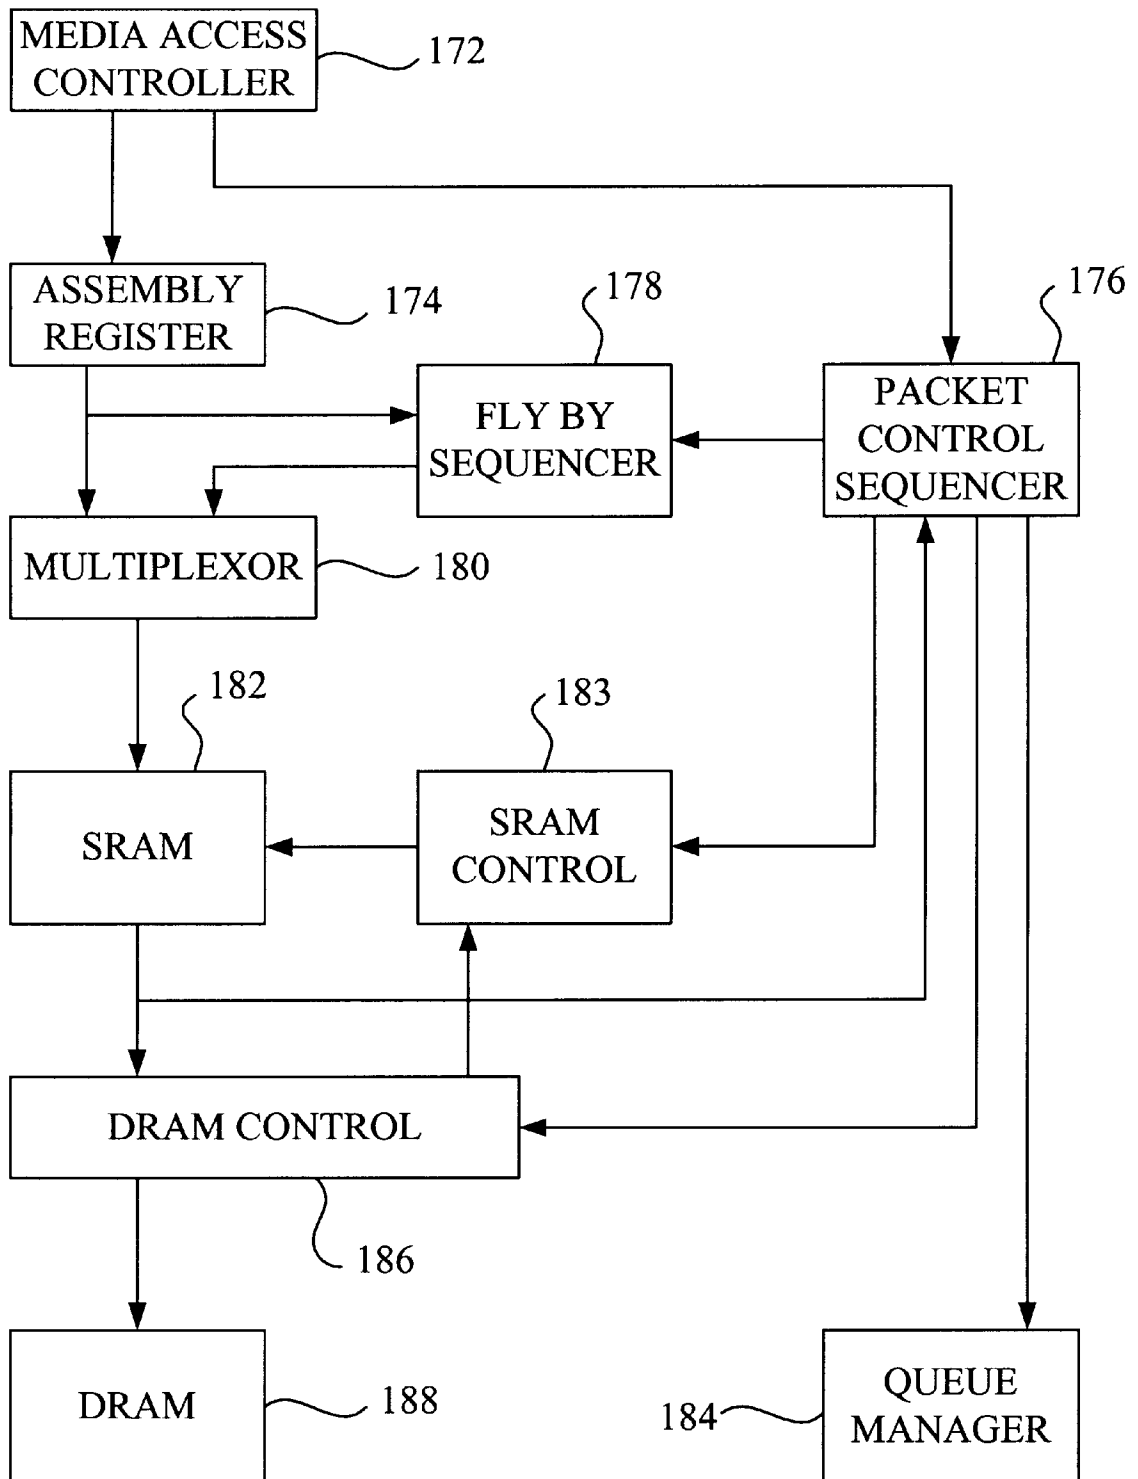 MEDIA ACCESS
CONTROLLER
172
ASSEMBLY
REGISTER
174
178
176
FLY BY
SEQUENCER
PACKET
CONTROL
SEQUENCER
MULTIPLEXOR
180
182
183
SRAM
SRAM
CONTROL
DRAM CONTROL
186
DRAM
188
184
QUEUE
MANAGER